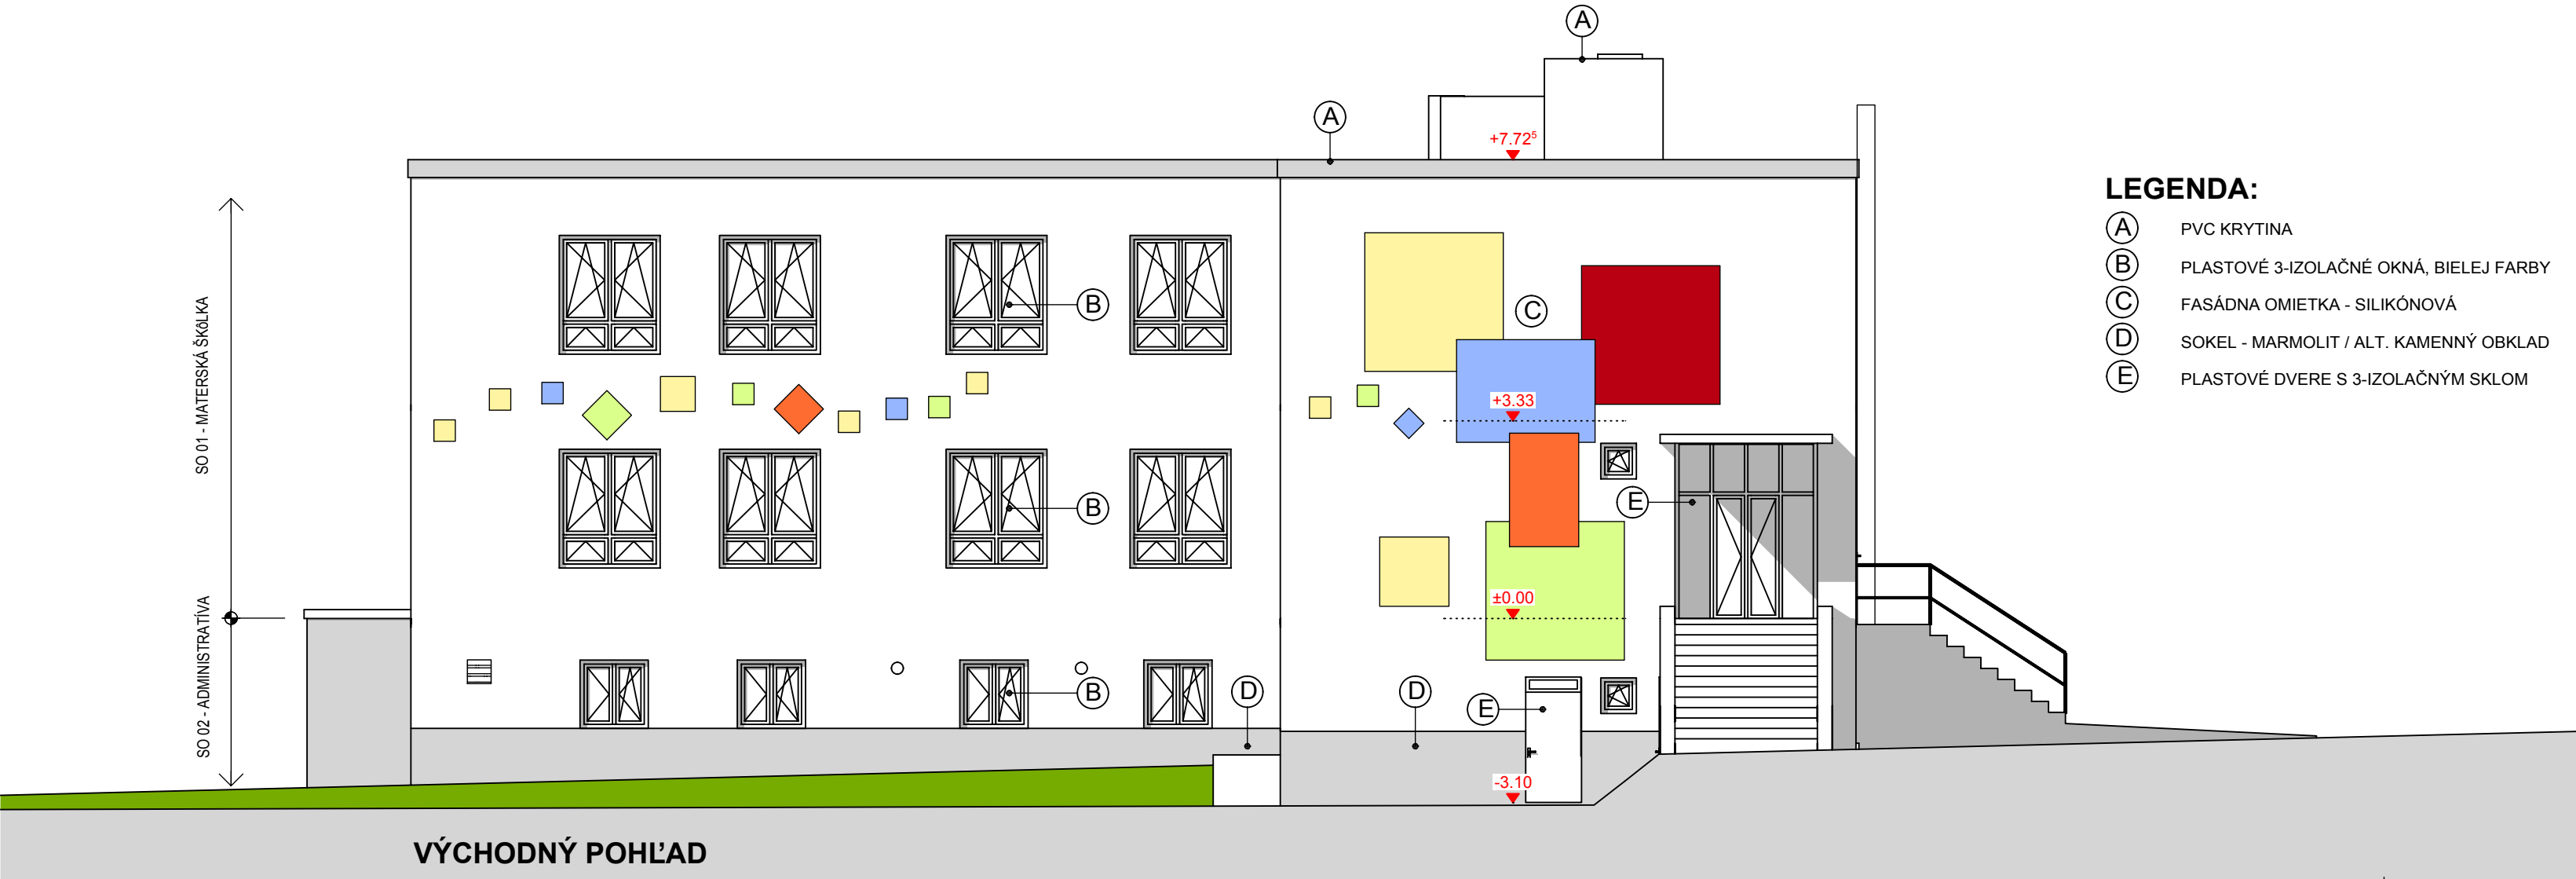 A
A
+7.72⁵
LEGENDA:
A PVC KRYTINA
B PLASTOVÉ 3-IZOLAČNÉ OKNÁ, BIELEJ FARBY
C FASÁDNA OMIETKA - SILIKÓNOVÁ
D SOKEL - MARMOLIT / ALT. KAMENNÝ OBKLAD
E PLASTOVÉ DVERE S 3-IZOLAČNÝM SKLOM
SO 01 - MATERSKÁ ŠKôLKA
B
C
+3.33
B
E
±0.00
SO 02 - ADMINISTRATÍVA
B
D
D
E
-3.10
VÝCHODNÝ POHĽAD